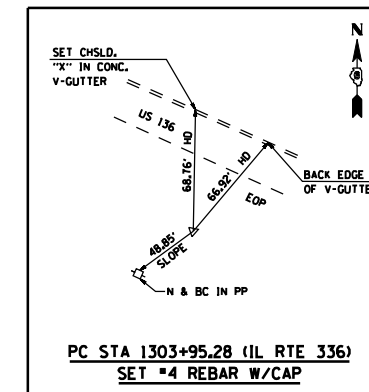 SET CHSLD.
"X" IN CONC.
V-GUTTER
N
US 136
68.76' HD
66.92' HD
BACK EDGE
OF V-GUTTE
EOP
48.85'
SLOPE
N & BC IN PP
PC STA 1303+95.28 (IL RTE 336)
SET #4 REBAR W/CAP